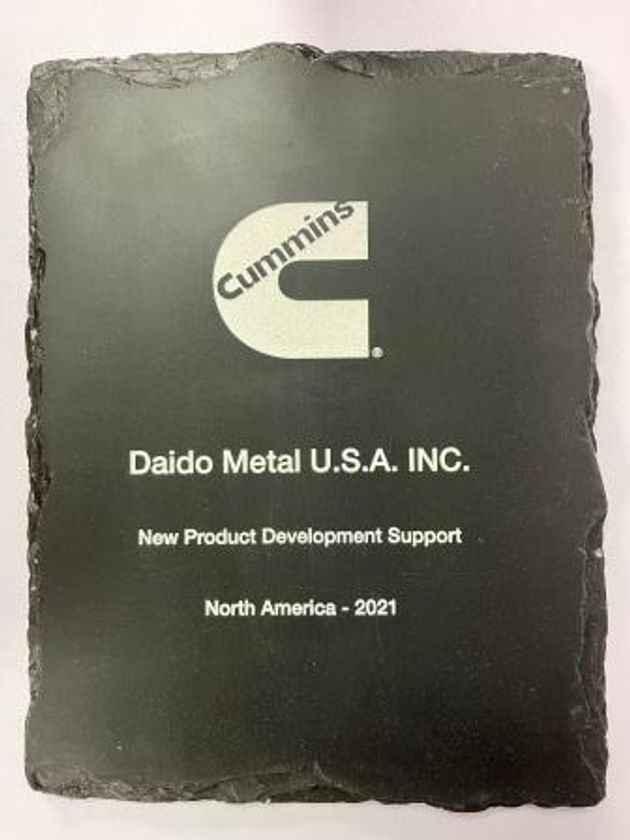 Cummins
®
Daido Metal U.S.A. INC.
New Product Development Support
North America - 2021